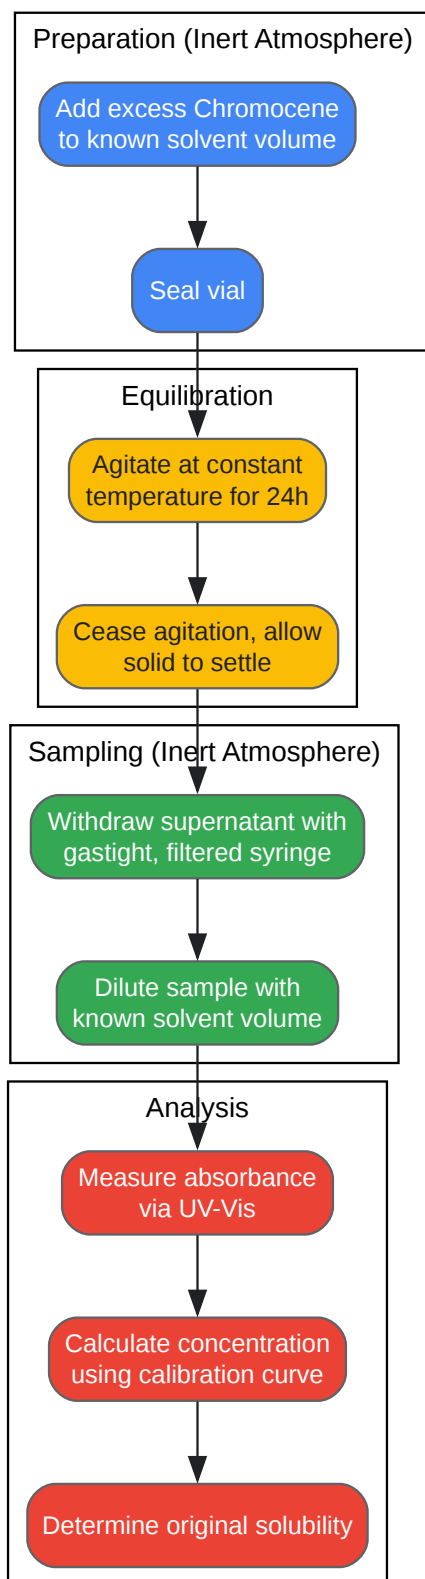 Preparation (Inert Atmosphere)
Add excess Chromocene
to known solvent volume
Seal vial
Equilibration
Agitate at constant
temperature for 24h
Cease agitation, allow
solid to settle
Sampling (Inert Atmosphere)
Withdraw supernatant with
gastight, filtered syringe
Dilute sample with
known solvent volume
Analysis
Measure absorbance
via UV-Vis
Calculate concentration
using calibration curve
Determine original solubility